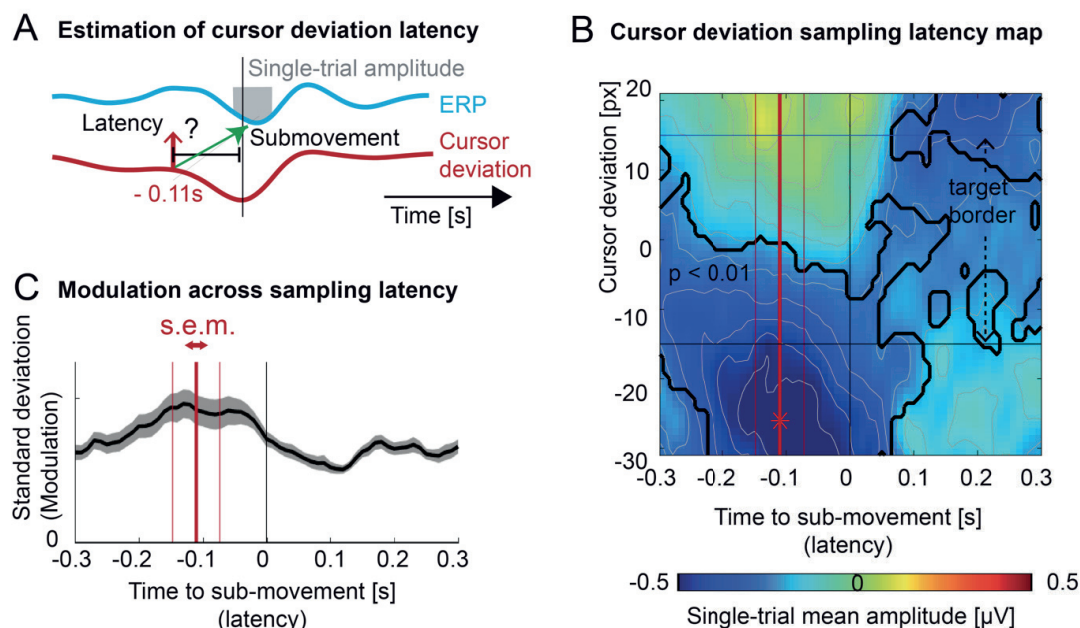 A Estimation of cursor deviation latency
Single-trial amplitude
ERP
Latency
?
Submovement
Cursor
deviation
- 0.11s
Time [s]
B Cursor deviation sampling latency map
Cursor deviation [px]
20
10
0
-10
-20
-30
target
border
p < 0.01
-0.3 -0.2 -0.1 0 0.1 0.2 0.3
Time to sub-movement [s]
(latency)
-0.5 0 0.5
Single-trial mean amplitude [µV]
C Modulation across sampling latency
s.e.m.
Standard deviatoion
(Modulation)
0
-0.3 -0.2 -0.1 0 0.1 0.2 0.3
Time to sub-movement [s]
(latency)